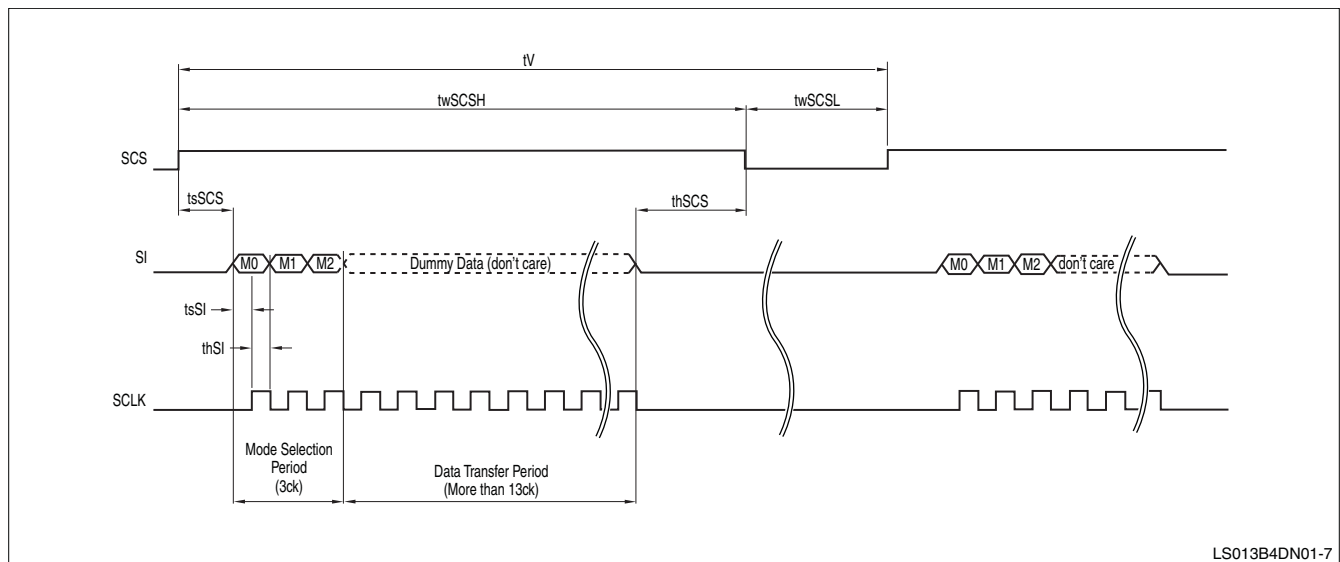 tV
twSCSH
twSCSL
SCS
tsSCS
thSCS
SI
M0
M1
M2
Dummy Data (don't care)
M0
M1
M2
don't care
tsSI
thSI
SCLK
Mode Selection
Period
(3ck)
Data Transfer Period
(More than 13ck)
LS013B4DN01-7